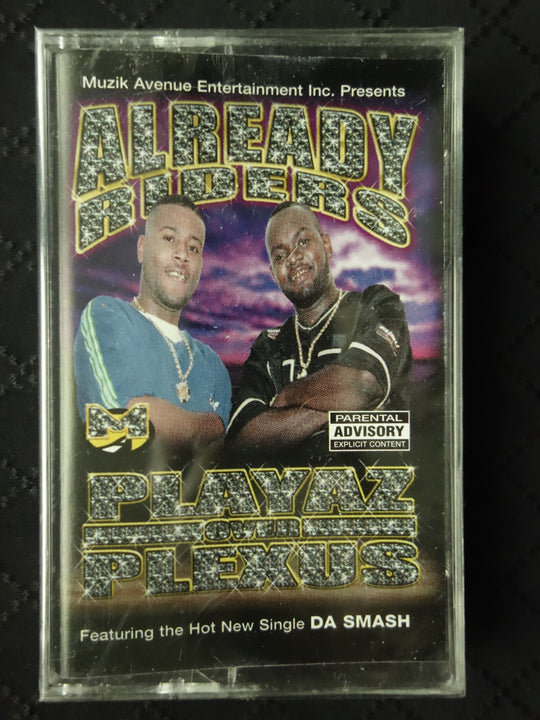 Muzik Avenue Entertainment Inc. Presents
ALREADY
RIDERS
PARENTAL
ADVISORY
EXPLICIT CONTENT
PLAYAZ
OVER
PLEXUS
Featuring the Hot New Single DA SMASH